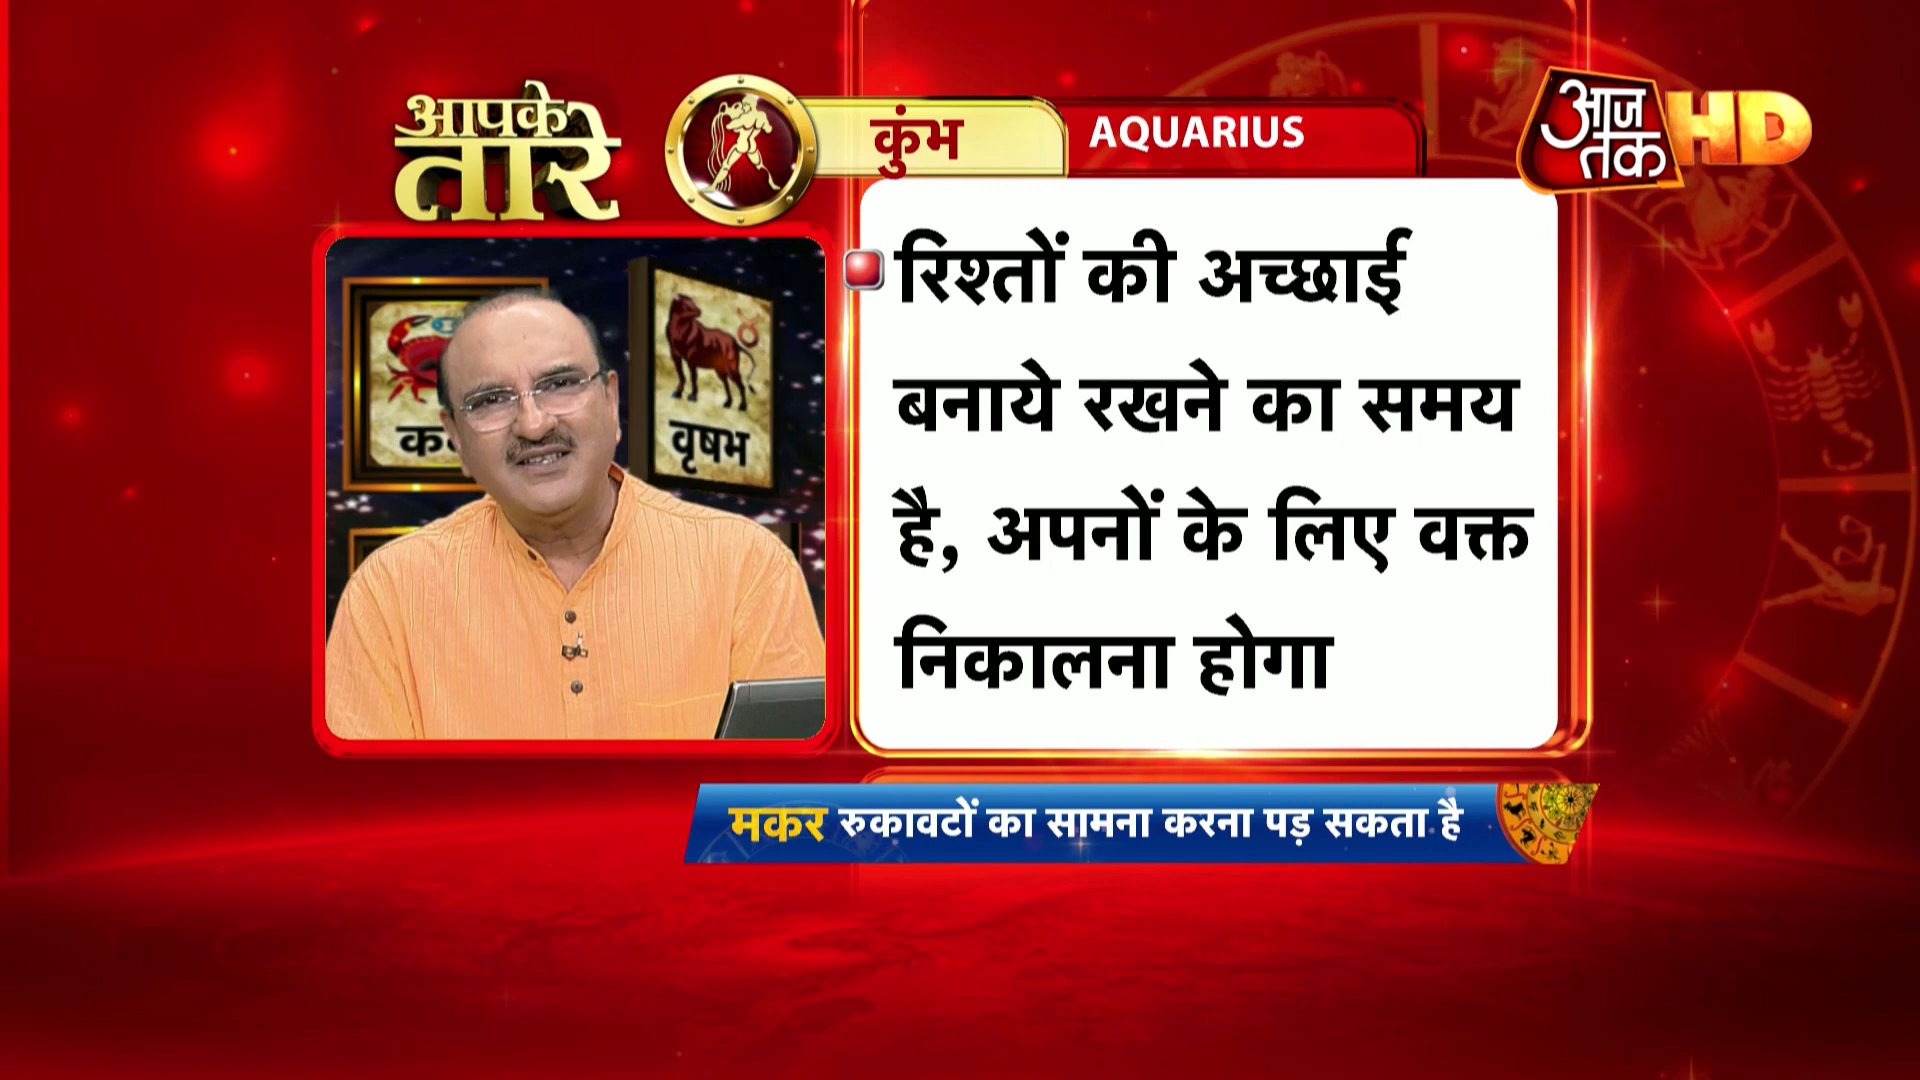 आपके
तारे
कुंभ
AQUARIUS
आज
तक
HD
वृषभ
रिश्तों की अच्छाई
बनाये रखने का समय
है, अपनों के लिए वक्त
निकालना होगा
मकर रुकावटों का सामना करना पड़ सकता है